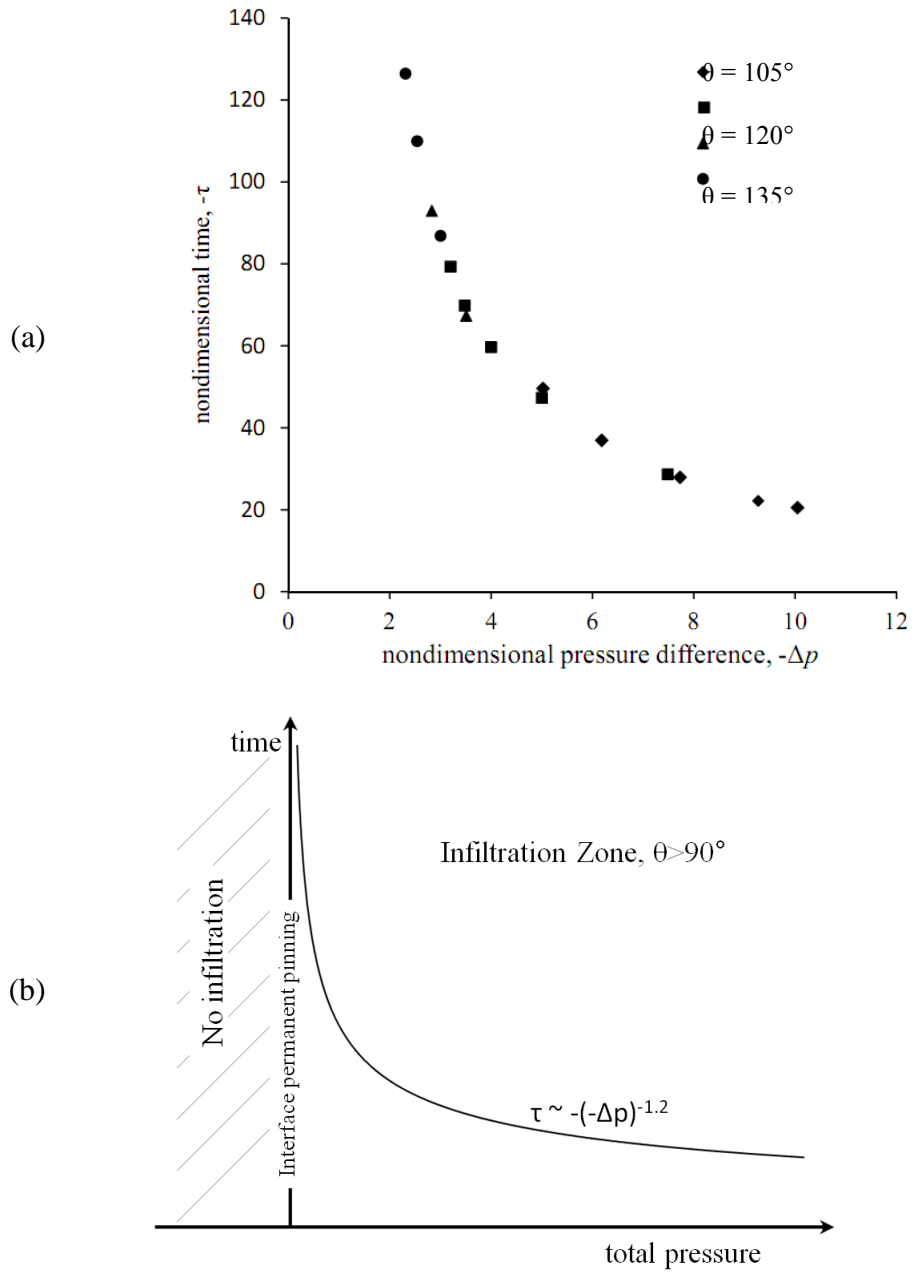 (a)
140
120
100
80
60
40
20
0
nondimensional time, -τ
θ = 105°
θ = 120°
θ = 135°
0 2 4 6 8 10 12
nondimensional pressure difference, -Δp
(b)
time
No infiltration
Interface permanent pinning
Infiltration Zone, θ>90°
τ ~ -(-Δp)-1.2
total pressure